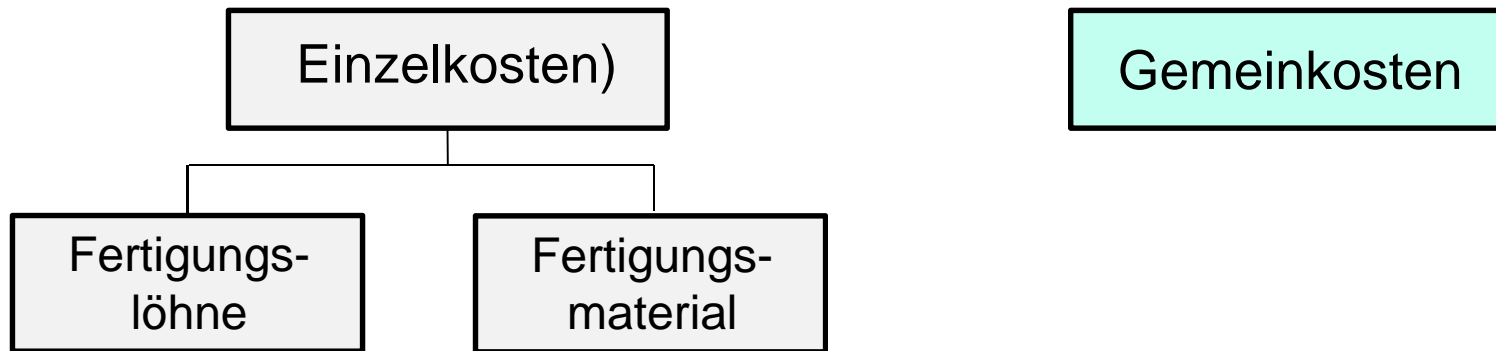 Einzelkosten)
Gemeinkosten
Fertigungs-
löhne
Fertigungs-
material